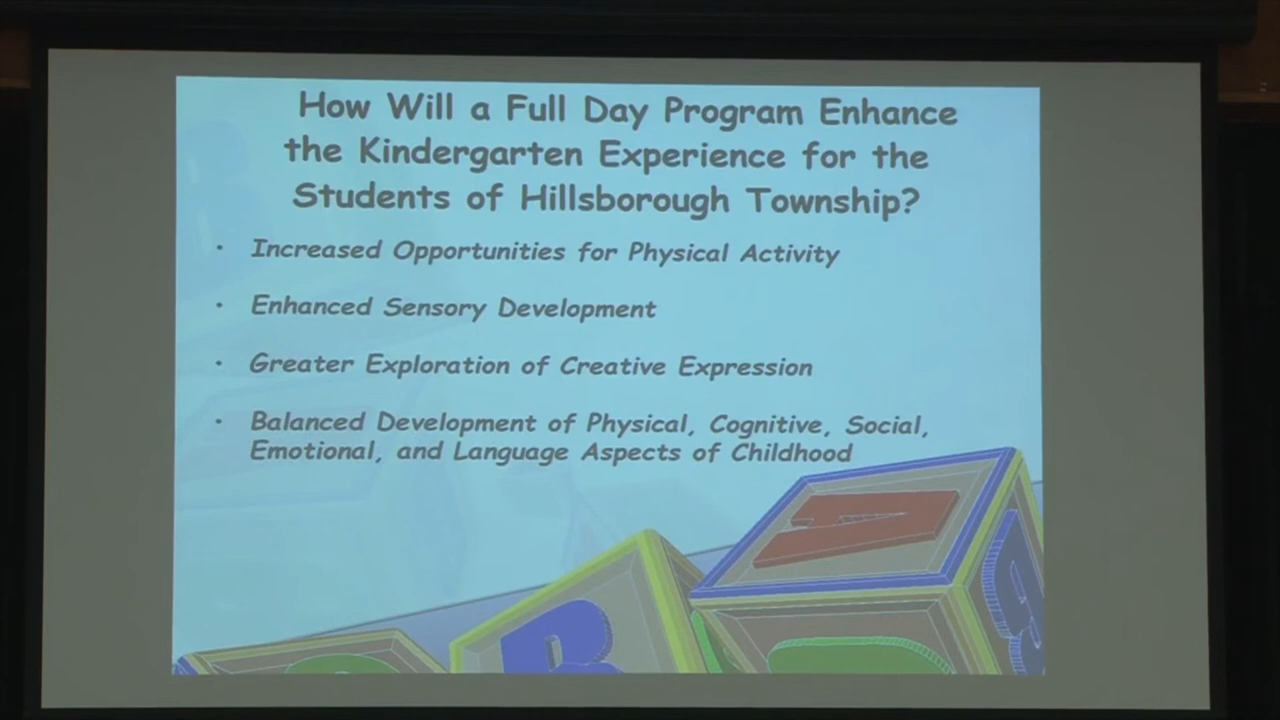 How Will a Full Day Program Enhance
the Kindergarten Experience for the
Students of Hillsborough Township?
• Increased Opportunities for Physical Activity
• Enhanced Sensory Development
• Greater Exploration of Creative Expression
• Balanced Development of Physical, Cognitive, Social,
Emotional, and Language Aspects of Childhood
A
B